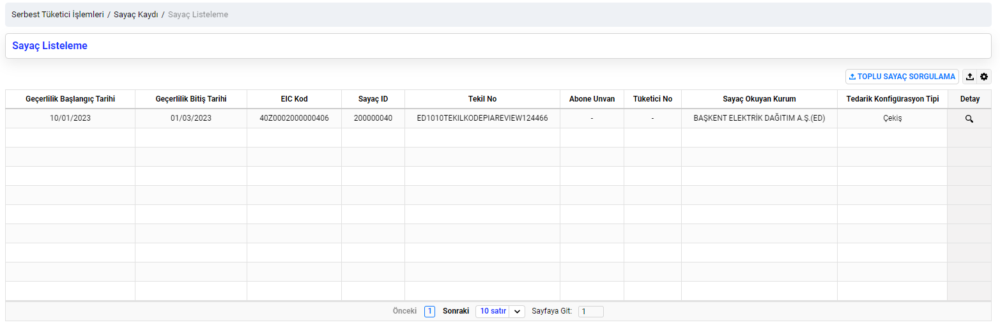 Serbest Tüketici İşlemleri / Sayaç Kaydı / Sayaç Listeleme
Sayaç Listeleme
TOPLU SAYAÇ SORGULAMA
Geçerlilik Başlangıç Tarihi Geçerlilik Bitiş Tarihi EIC Kod Sayaç ID Tekil No Abone Unvan Tüketici No Sayaç Okuyan Kurum Tedarik Konfigürasyon Tipi Detay
10/01/2023 01/03/2023 40Z0002000000406 200000040 ED1010TEKILKODEPIAREVIEW124466 - - BAŞKENT ELEKTRİK DAĞITIM A.Ş.(ED) Çekiş
Önceki 1 Sonraki 10 satır Sayfaya Git: 1